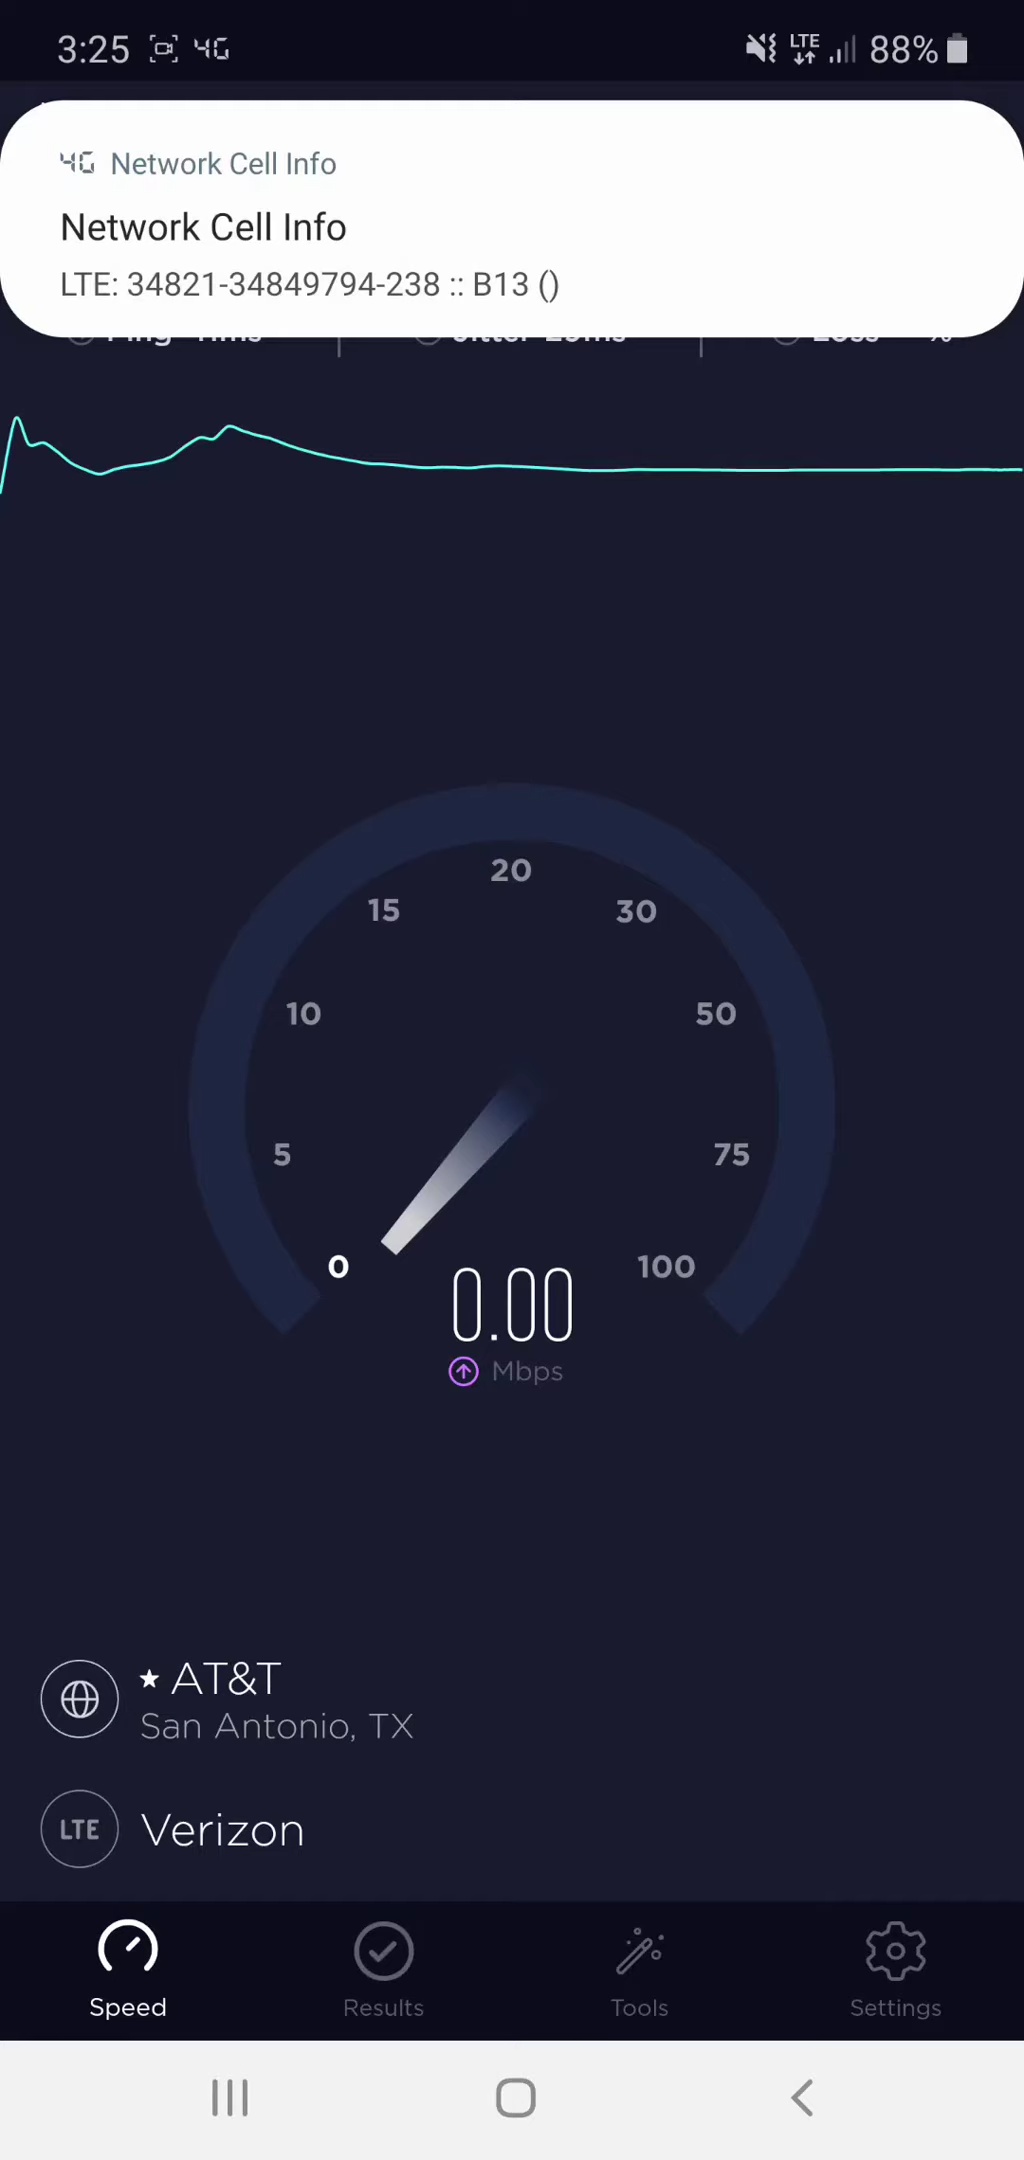 3:25 4G LTE 88%
4G Network Cell Info
Network Cell Info
LTE: 34821-34849794-238 :: B13 ()
20
15 30
10 50
5 75
0 100
0.00
Mbps
★ AT&T
San Antonio, TX
LTE Verizon
Speed Results Tools Settings